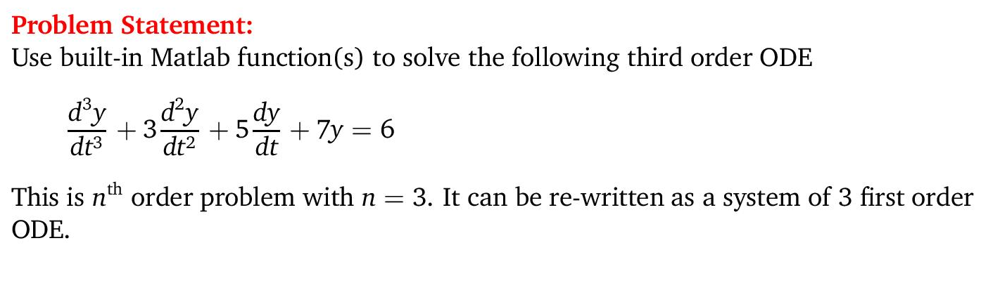 Problem Statement:
Use built-in Matlab function(s) to solve the following third order ODE
d³y/dt³ + 3 d²y/dt² + 5 dy/dt + 7y = 6
This is nᵗʰ order problem with n = 3. It can be re-written as a system of 3 first order
ODE.